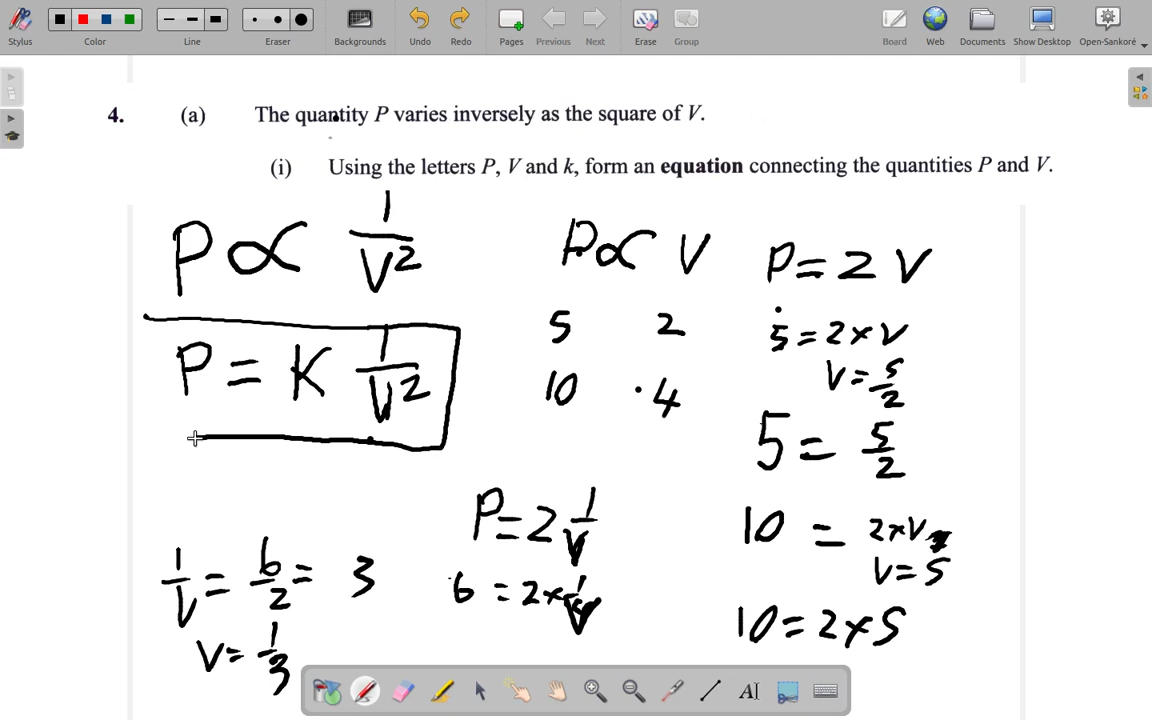 Stylus Color Line Eraser Backgrounds Undo Redo Pages Previous Next Erase Group Board Web Documents Show Desktop Open-Sankoré
4. (a) The quantity P varies inversely as the square of V.
(i) Using the letters P, V and k, form an equation connecting the quantities P and V.
P ∝ 1/V²
P = K 1/V²
P ∝ V
5 2
10 · 4
P = 2 V
5 = 2 × V
V = 5/2
5 = 5/2
10 = 2 × V
V = 5
10 = 2 × 5
P = 2 1/V
6 = 2 × 1/V
1/V = 6/2 = 3
V = 1/3
AI